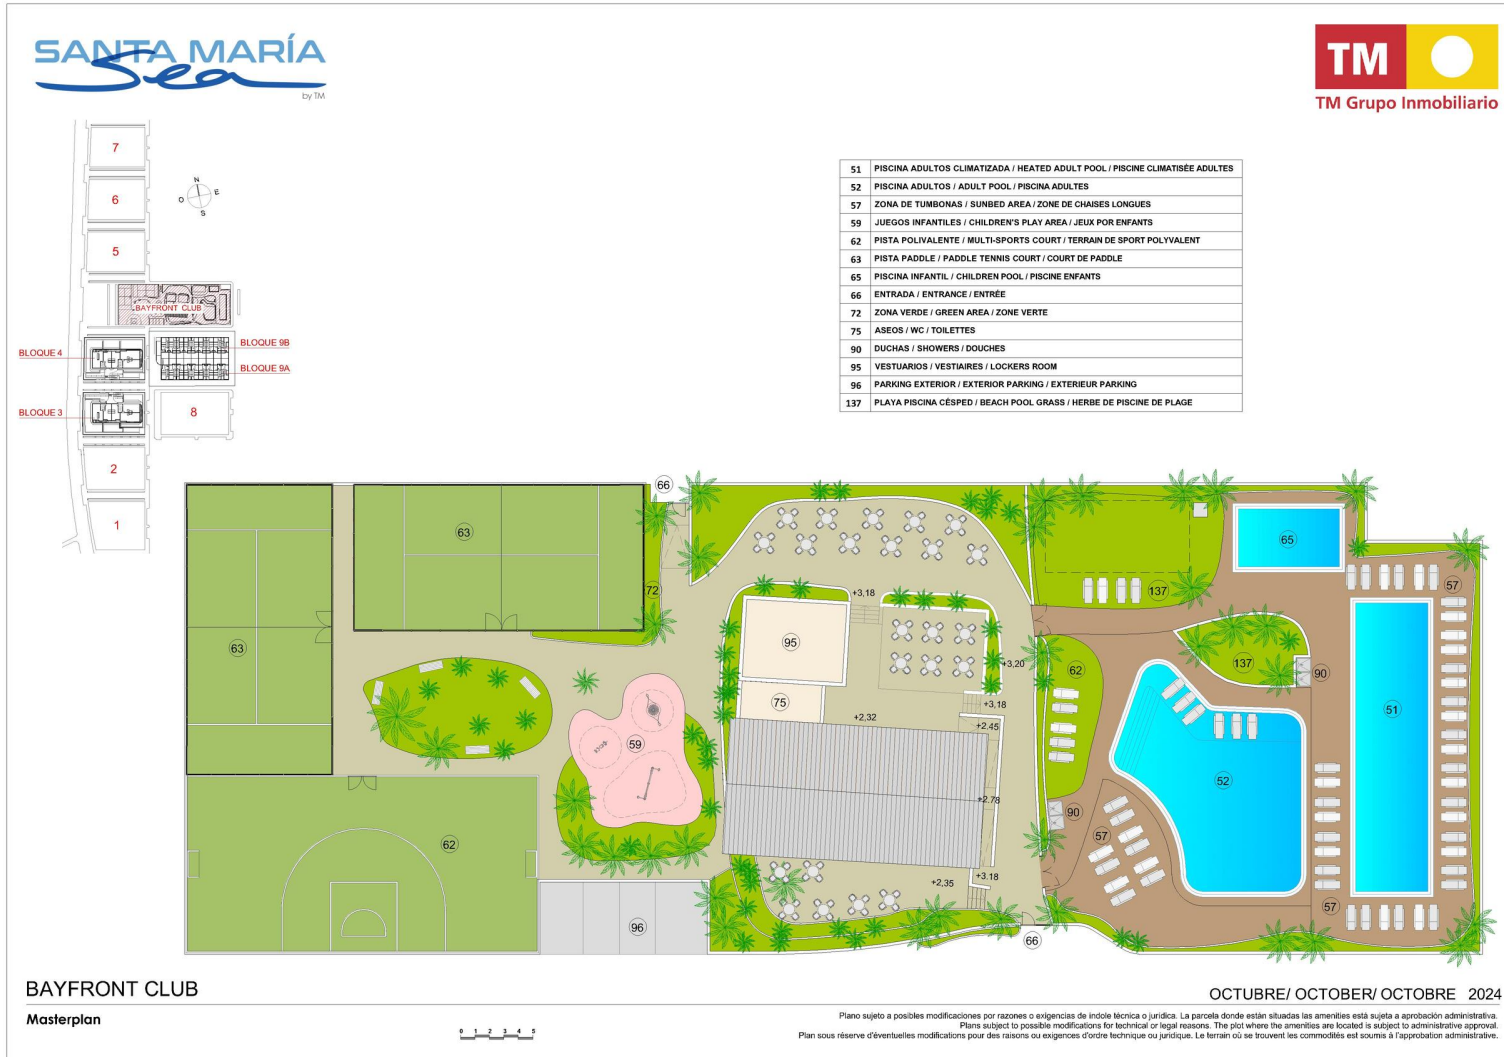 SANTA MARÍA
Sea
by TM
TM
TM Grupo Inmobiliario
7
6
5
N
E
S
O
BAYFRONT CLUB
BLOQUE 4
BLOQUE 9B
BLOQUE 9A
BLOQUE 3
8
2
1
51 PISCINA ADULTOS CLIMATIZADA / HEATED ADULT POOL / PISCINE CLIMATISÉE ADULTES
52 PISCINA ADULTOS / ADULT POOL / PISCINA ADULTES
57 ZONA DE TUMBONAS / SUNBED AREA / ZONE DE CHAISES LONGUES
59 JUEGOS INFANTILES / CHILDREN'S PLAY AREA / JEUX POR ENFANTS
62 PISTA POLIVALENTE / MULTI-SPORTS COURT / TERRAIN DE SPORT POLYVALENT
63 PISTA PADDLE / PADDLE TENNIS COURT / COURT DE PADDLE
65 PISCINA INFANTIL / CHILDREN POOL / PISCINE ENFANTS
66 ENTRADA / ENTRANCE / ENTRÉE
72 ZONA VERDE / GREEN AREA / ZONE VERTE
75 ASEOS / WC / TOILETTES
90 DUCHAS / SHOWERS / DOUCHES
95 VESTUARIOS / VESTIAIRES / LOCKERS ROOM
96 PARKING EXTERIOR / EXTERIOR PARKING / EXTERIEUR PARKING
137 PLAYA PISCINA CÉSPED / BEACH POOL GRASS / HERBE DE PISCINE DE PLAGE
66
63
65
72
137
57
+3,18
63
95
+3,20
62
137
90
75
+3,18
+2,32
+2.45
51
59
52
+2.78
90
57
62
+2,35
+3.18
57
96
66
BAYFRONT CLUB
OCTUBRE/ OCTOBER/ OCTOBRE 2024
Masterplan
0 1 2 3 4 5
Plano sujeto a posibles modificaciones por razones o exigencias de indole técnica o jurídica. La parcela donde están situadas las amenities está sujeta a aprobación administrativa.
Plans subject to possible modifications for technical or legal reasons. The plot where the amenities are located is subject to administrative approval.
Plan sous réserve d'éventuelles modifications pour des raisons ou exigences d'ordre technique ou juridique. Le terrain où se trouvent les commodités est soumis à l'approbation administrative.